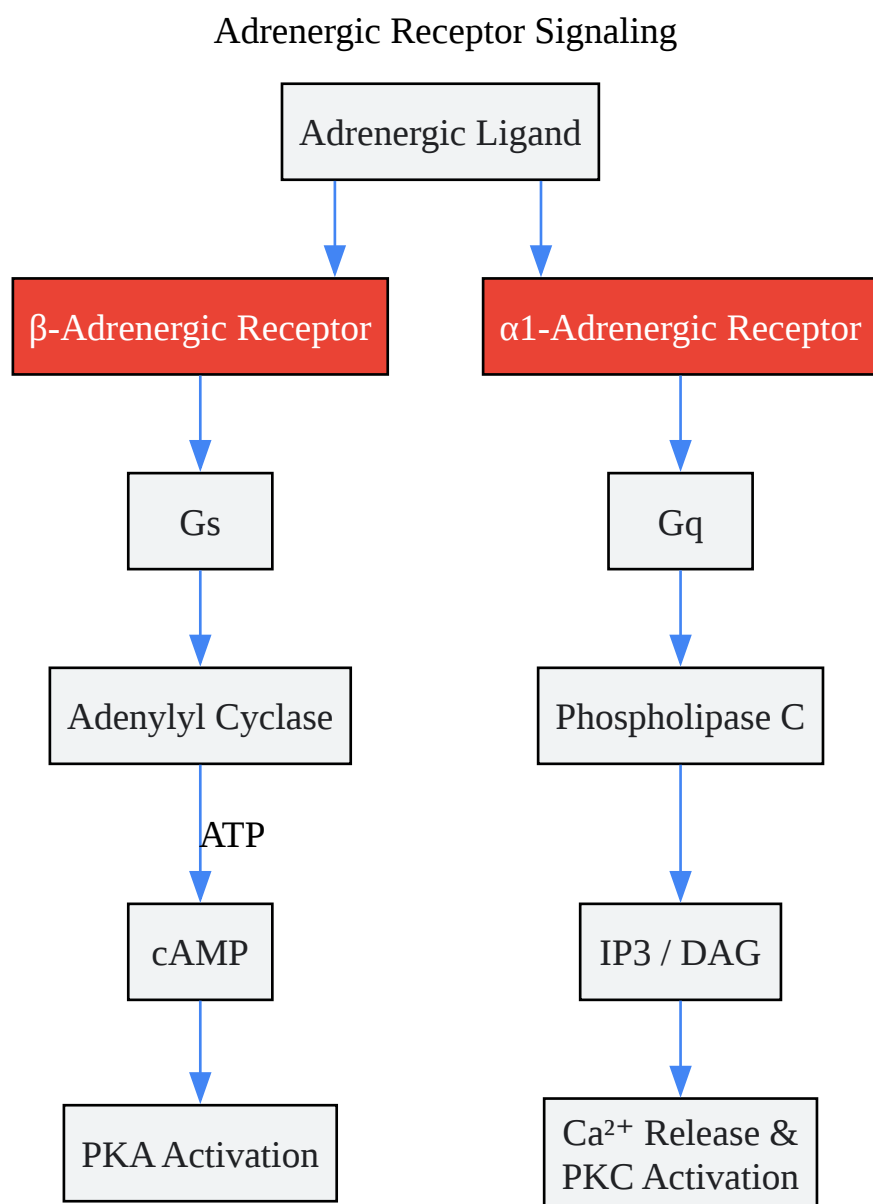 Adrenergic Receptor Signaling
Adrenergic Ligand
β-Adrenergic Receptor
α1-Adrenergic Receptor
Gs
Gq
Adenylyl Cyclase
Phospholipase C
ATP
cAMP
IP3 / DAG
PKA Activation
Ca²⁺ Release &
PKC Activation